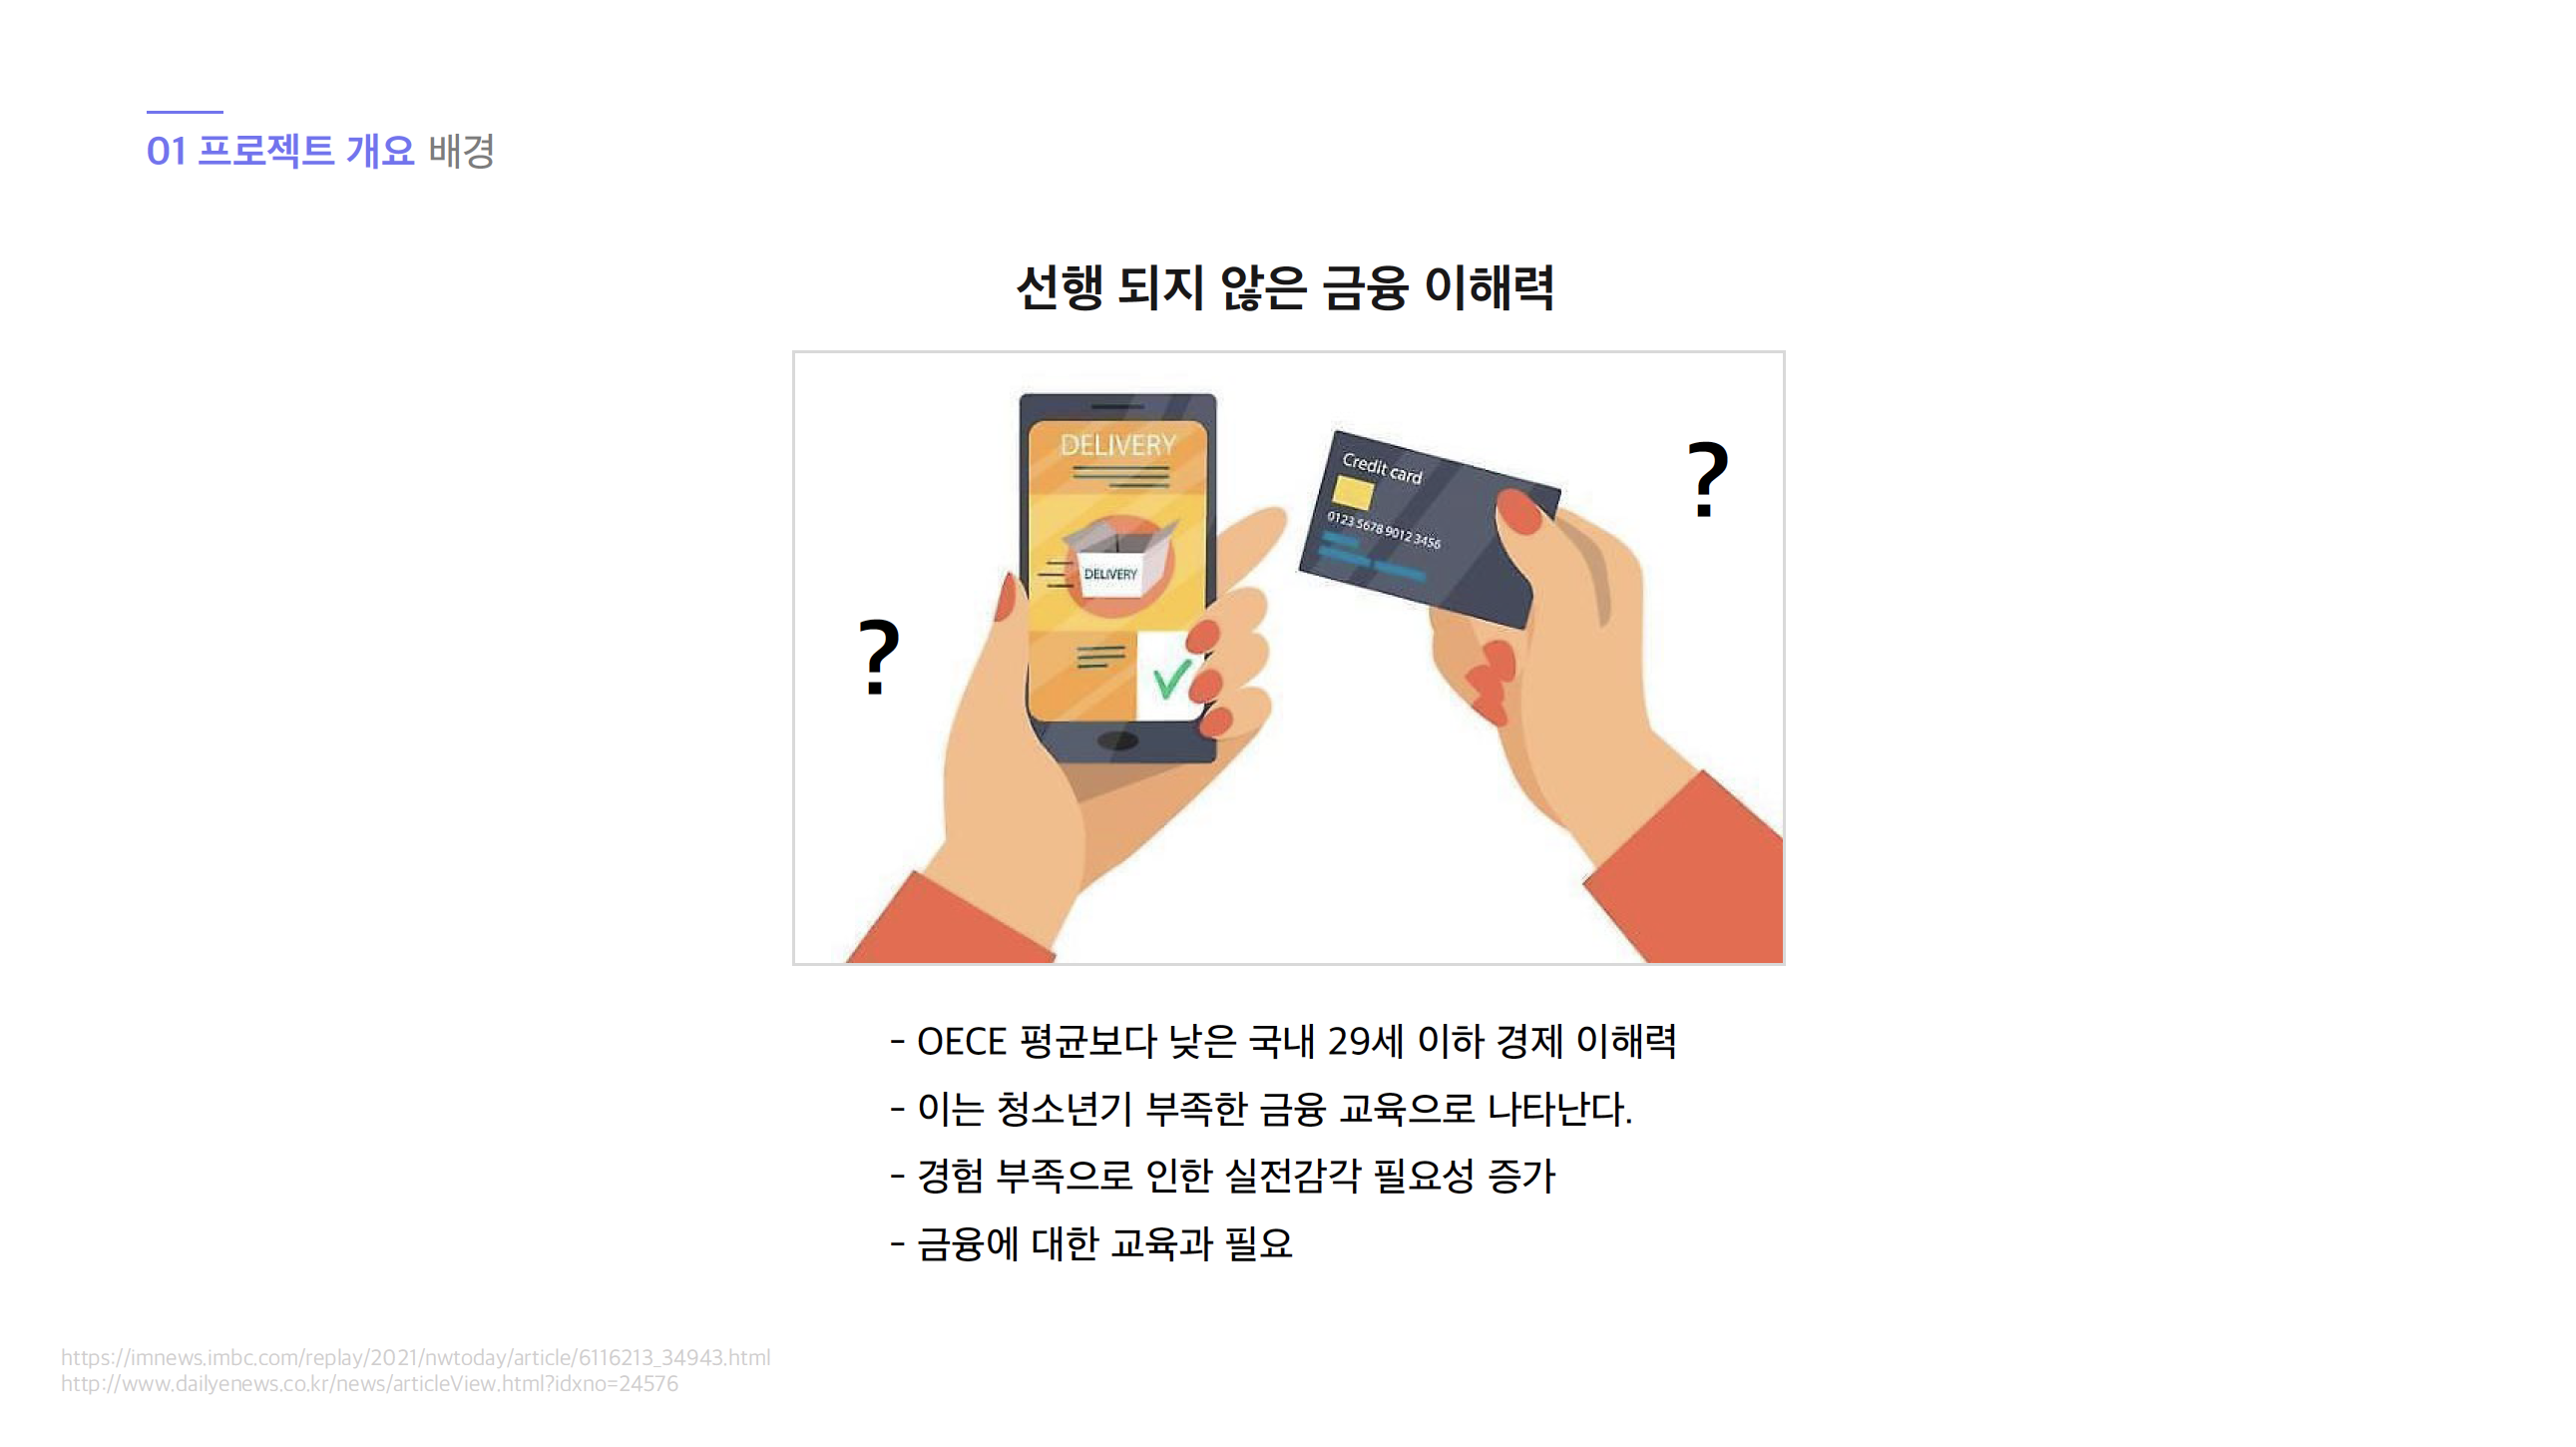 01 프로젝트 개요 배경
선행 되지 않은 금융 이해력
DELIVERY
DELIVERY
Credit card
0123 5678 9012 3456
?
?
- OECE 평균보다 낮은 국내 29세 이하 경제 이해력
- 이는 청소년기 부족한 금융 교육으로 나타난다.
- 경험 부족으로 인한 실전감각 필요성 증가
- 금융에 대한 교육과 필요
https://imnews.imbc.com/replay/2021/nwtoday/article/6116213_34943.html
http://www.dailyenews.co.kr/news/articleView.html?idxno=24576